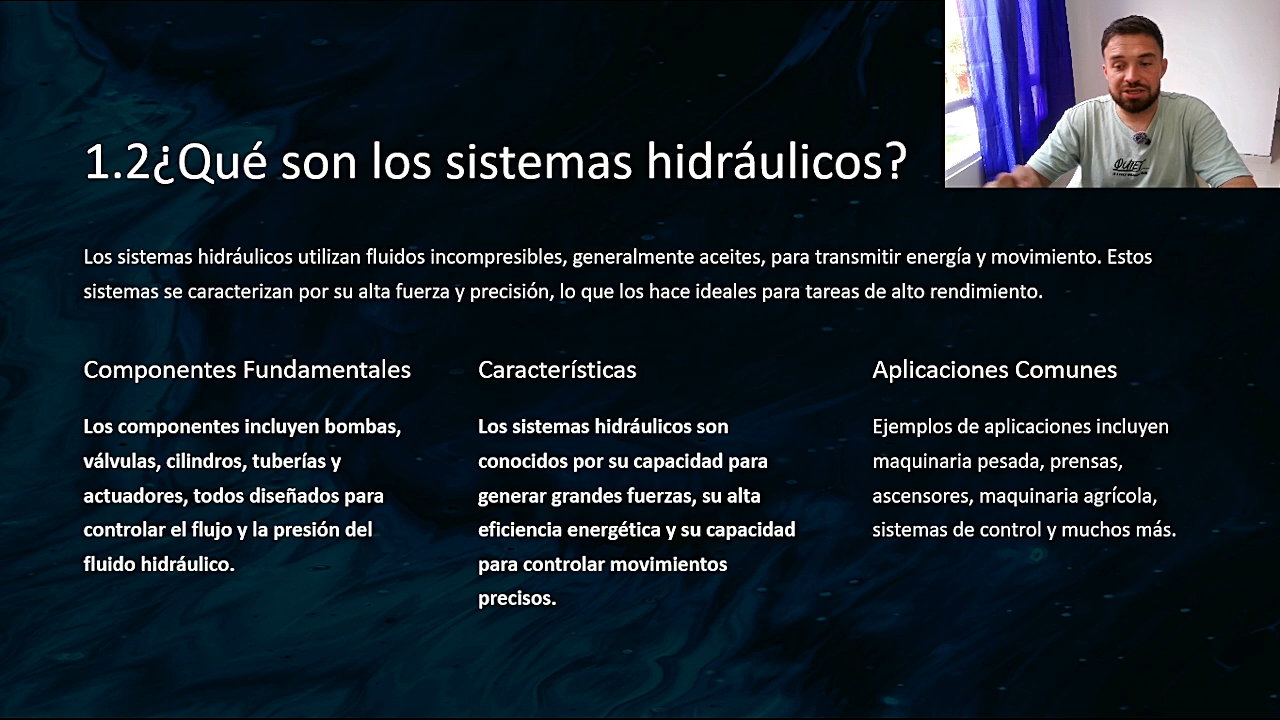 1.2¿Qué son los sistemas hidráulicos?
Los sistemas hidráulicos utilizan fluidos incompresibles, generalmente aceites, para transmitir energía y movimiento. Estos
sistemas se caracterizan por su alta fuerza y precisión, lo que los hace ideales para tareas de alto rendimiento.
Componentes Fundamentales
Los componentes incluyen bombas,
válvulas, cilindros, tuberías y
actuadores, todos diseñados para
controlar el flujo y la presión del
fluido hidráulico.
Características
Los sistemas hidráulicos son
conocidos por su capacidad para
generar grandes fuerzas, su alta
eficiencia energética y su capacidad
para controlar movimientos
precisos.
Aplicaciones Comunes
Ejemplos de aplicaciones incluyen
maquinaria pesada, prensas,
ascensores, maquinaria agrícola,
sistemas de control y muchos más.